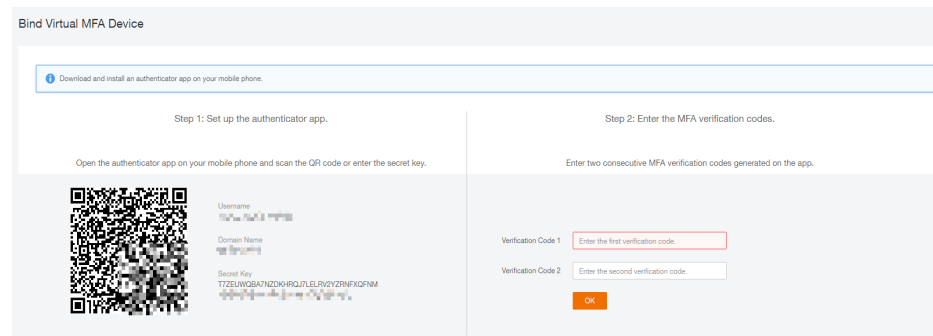 Bind Virtual MFA Device
Download and install an authenticator app on your mobile phone.
Step 1: Set up the authenticator app.
Open the authenticator app on your mobile phone and scan the QR code or enter the secret key.
Username
Domain Name
Secret Key
T7ZEUWQBA7NZDKHRQJ7LELRV2YZRNFXQFNM
Step 2: Enter the MFA verification codes.
Enter two consecutive MFA verification codes generated on the app.
Verification Code 1 Enter the first verification code.
Verification Code 2 Enter the second verification code.
OK